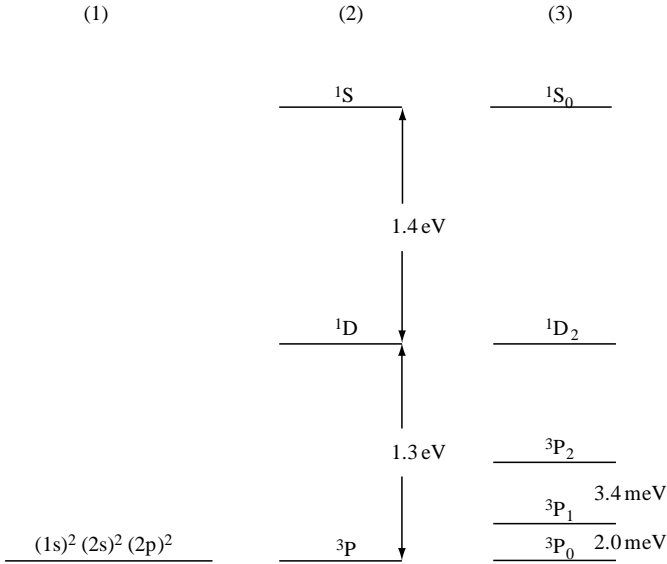 (1) (2) (3)
¹S ¹S₀
1.4 eV
¹D ¹D₂
1.3 eV ³P₂
3.4 meV
³P₁
(1s)² (2s)² (2p)² ³P ³P₀ 2.0 meV